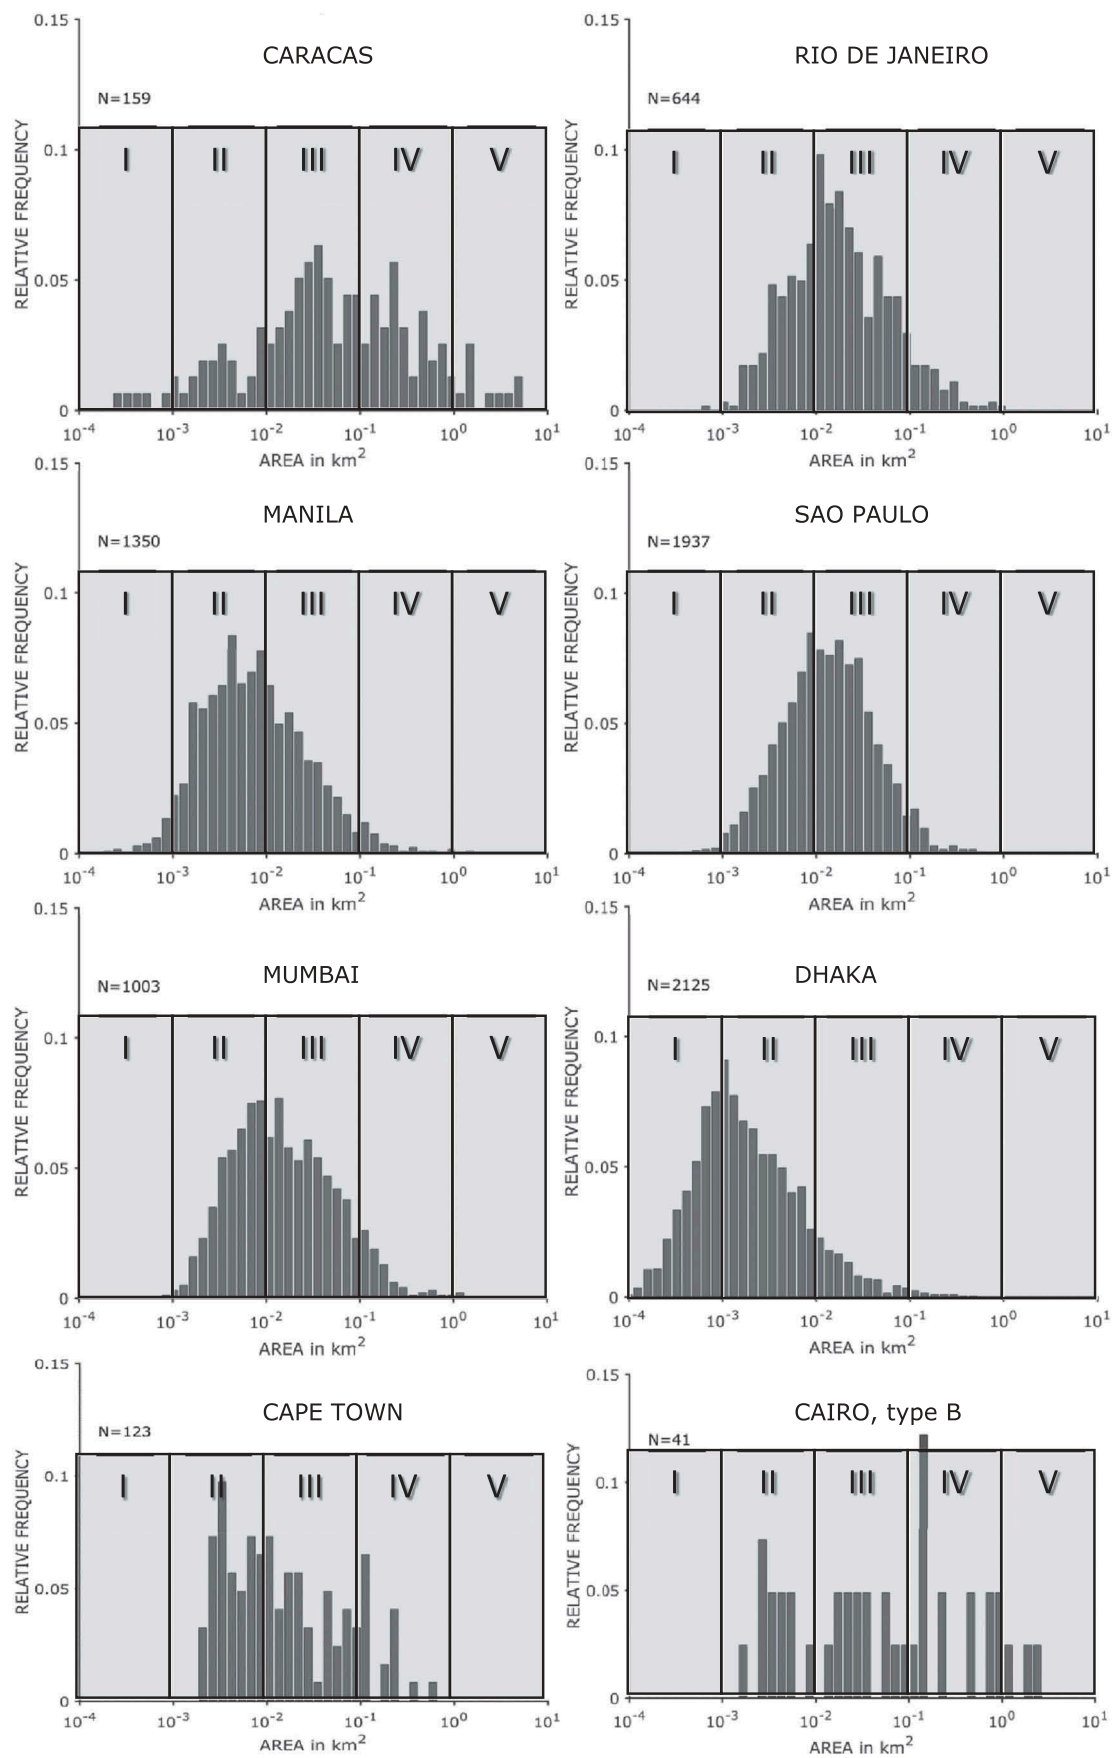 CARACAS
N=159
RELATIVE FREQUENCY
0.15
0.1
0.05
0
I II III IV V
10-4 10-3 10-2 10-1 100 101
AREA in km2
RIO DE JANEIRO
N=644
RELATIVE FREQUENCY
0.15
0.1
0.05
0
I II III IV V
10-4 10-3 10-2 10-1 100 101
AREA in km2
MANILA
N=1350
RELATIVE FREQUENCY
0.15
0.1
0.05
0
I II III IV V
10-4 10-3 10-2 10-1 100 101
AREA in km2
SAO PAULO
N=1937
RELATIVE FREQUENCY
0.15
0.1
0.05
0
I II III IV V
10-4 10-3 10-2 10-1 100 101
AREA in km2
MUMBAI
N=1003
RELATIVE FREQUENCY
0.15
0.1
0.05
0
I II III IV V
10-4 10-3 10-2 10-1 100 101
AREA in km2
DHAKA
N=2125
RELATIVE FREQUENCY
0.15
0.1
0.05
0
I II III IV V
10-4 10-3 10-2 10-1 100 101
AREA in km2
CAPE TOWN
N=123
RELATIVE FREQUENCY
0.15
0.1
0.05
0
I II III IV V
10-4 10-3 10-2 10-1 100 101
AREA in km2
CAIRO, type B
N=41
RELATIVE FREQUENCY
0.15
0.1
0.05
0
I II III IV V
10-4 10-3 10-2 10-1 100 101
AREA in km2